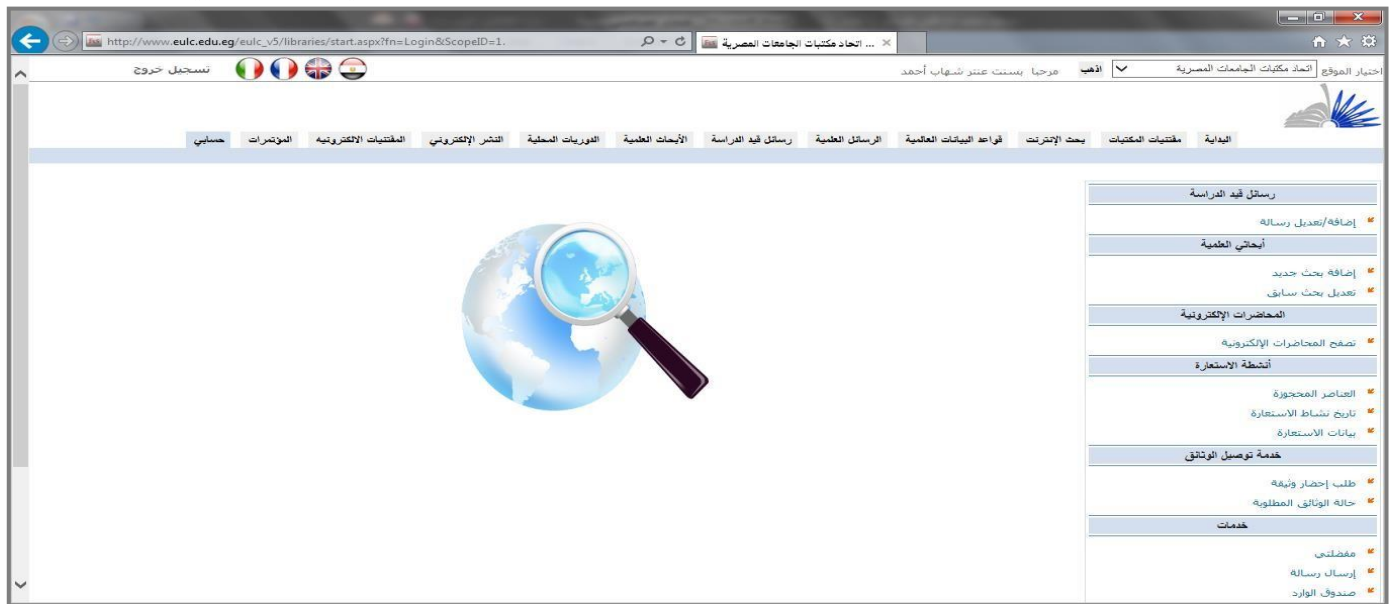 http://www.eulc.edu.eg/eulc_v5/libraries/start.aspx?fn=Login&ScopeID=1.
اتحاد مكتبات الجامعات المصرية ...
اختيار الموقع اتحاد مكتبات الجامعات المصرية اذهب مرحبا بسنت عنتر شهاب أحمد تسجيل خروج
البداية مقتنيات المكتبات بحث الإنترنت قواعد البيانات العالمية الرسائل العلمية رسائل قيد الدراسة الأبحاث العلمية الدوريات المحلية النشر الإلكتروني المقتنيات الالكترونيه المؤتمرات حسابي
رسائل قيد الدراسة
إضافة/تعديل رسالة
أبحاثي العلمية
إضافة بحث جديد
تعديل بحث سابق
المحاضرات الإلكترونية
تصفح المحاضرات الإلكترونية
أنشطة الاستعارة
العناصر المحجوزة
تاريخ نشاط الاستعارة
بيانات الاستعارة
خدمة توصيل الوثائق
طلب إحضار وثيقة
حالة الوثائق المطلوبة
خدمات
مفضلتي
إرسال رسالة
صندوق الوارد